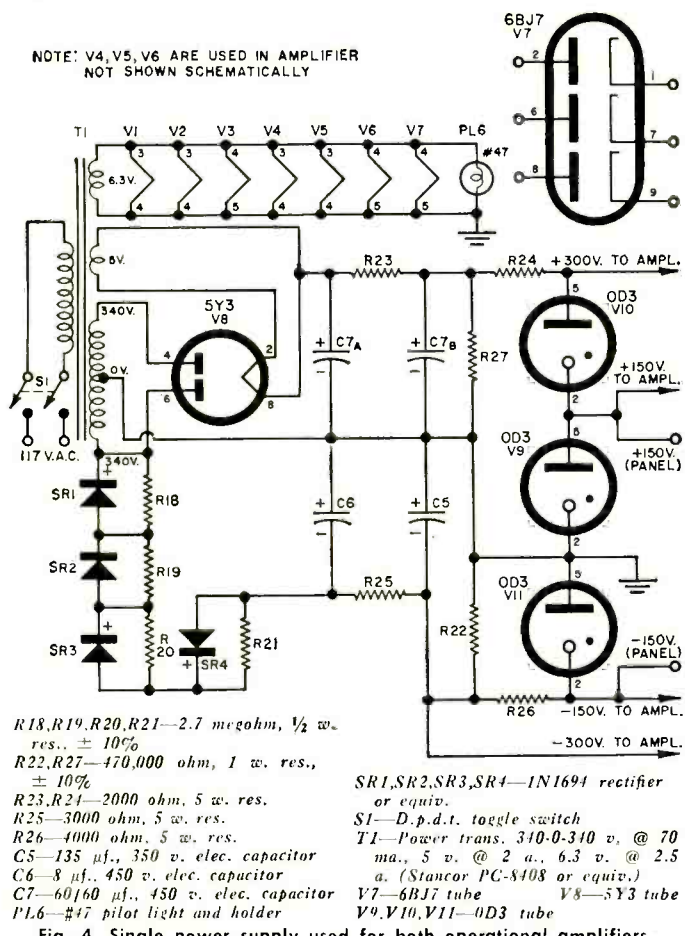 6BJ7
V7
2
1
6
7
8
9
NOTE: V4, V5, V6 ARE USED IN AMPLIFIER
NOT SHOWN SCHEMATICALLY
T1 V1 V2 V3 V4 V5 V6 V7 PL6
#47
3 3 4 3 3 4 4
6.3V.
4 4 5 4 4 5 5
5V.
340V.
0V.
340V.
5Y3
V8
4
6
2
8
S1
117 V.A.C.
R23
R24
+300V. TO AMPL.
+ C7A
-
+ C7B
-
R27
5
OD3
V10
2
+150V.
TO AMPL.
+150V.
(PANEL)
5
OD3
V9
2
+
SR1
R18
SR2
R19
+
SR3
R
20
SR4
+
R21
+ C6
-
+ C5
-
R25
R22
5
OD3
V11
2
-150V.
(PANEL)
R26
-150V. TO AMPL.
-300V. TO AMPL.
R18,R19,R20,R21—2.7 megohm, ½ w.
res., ± 10%
R22,R27—470,000 ohm, 1 w. res.,
± 10%
R23,R24—2000 ohm, 5 w. res.
R25—3000 ohm, 5 w. res.
R26—4000 ohm, 5 w. res.
C5—135 μf., 350 v. elec. capacitor
C6—8 μf., 450 v. elec. capacitor
C7—60/60 μf., 450 v. elec. capacitor
PL6—#47 pilot light and holder
SR1,SR2,SR3,SR4—1N1694 rectifier
or equiv.
S1—D.p.d.t. toggle switch
T1—Power trans. 340-0-340 v. @ 70
ma., 5 v. @ 2 a., 6.3 v. @ 2.5
a. (Stancor PC-8408 or equiv.)
V7—6BJ7 tube V8—5Y3 tube
V9,V10,V11—0D3 tube
Fig. 4. Single power supply used for both operational amplifiers.